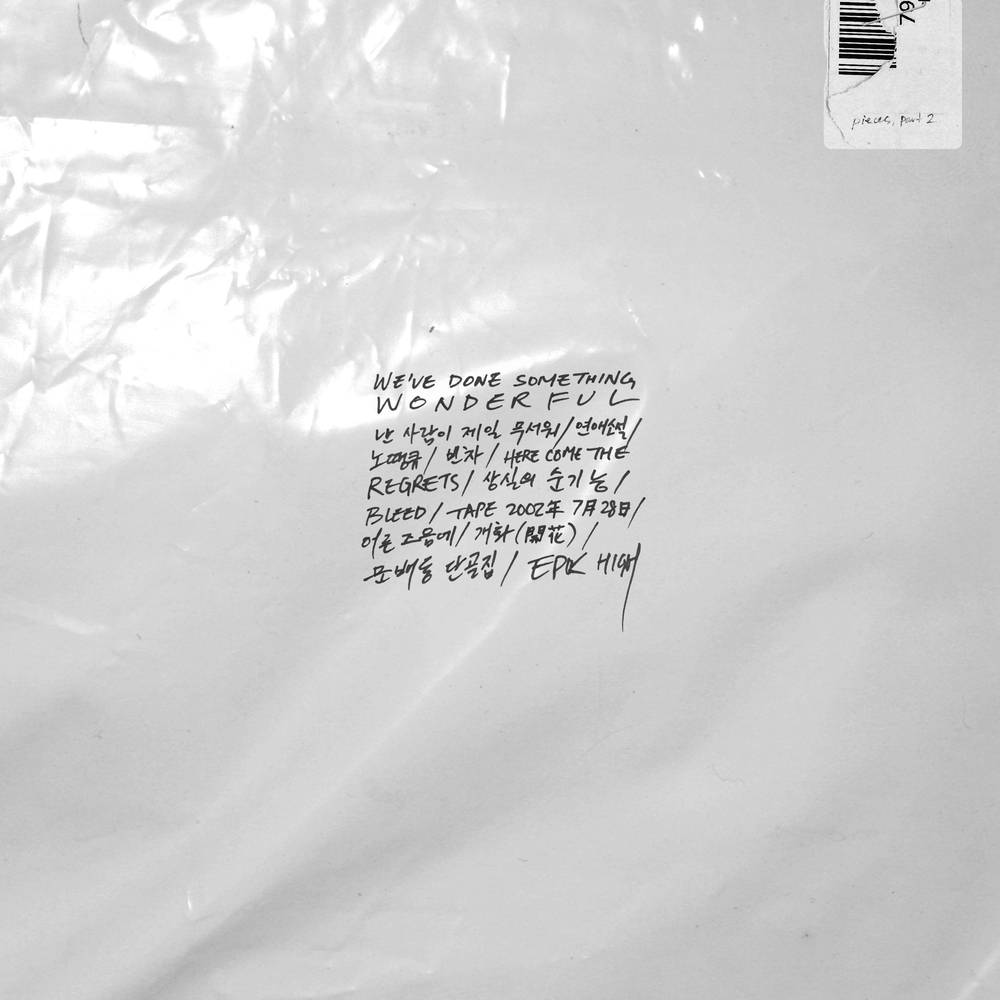 pieces, part 2
WE'VE DONE SOMETHING
WONDERFUL
난 사람이 제일 무서워/연애소설/
노땡큐/ 빈차/ HERE COME THE
REGRETS/ 상실의 순기능/
BLEED/ TAPE 2002年 7月 28日/
어른 즈음에/ 개화(開花)/
문배동 단골집/ EPIK HIGH